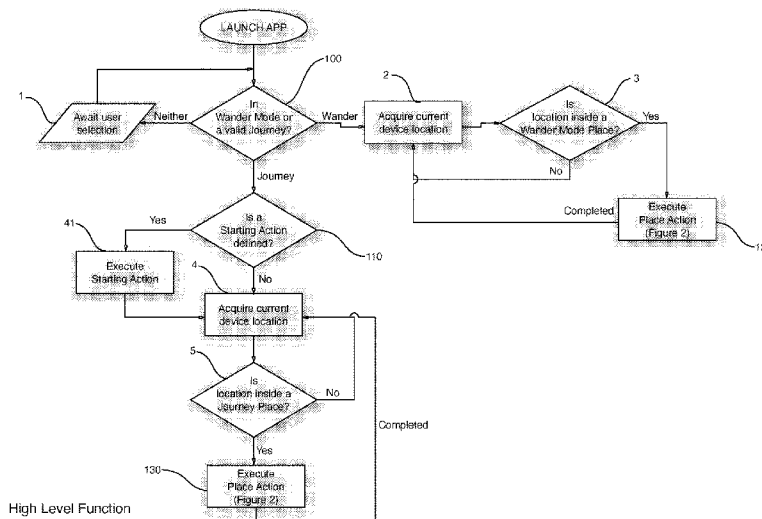 LAUNCH APP
100
1
Await user
selection
Neither
In
Wander Mode or
a valid Journey?
Wander
2
Acquire current
device location
3
Is
location inside a
Wander Mode Place?
Yes
No
Journey
Completed
Execute
Place Action
(Figure 2)
Yes
Is a
Starting Action
defined?
110
41
Execute
Starting Action
No
4
Acquire current
device location
5
Is
location inside a
Journey Place?
No
Completed
Yes
130
Execute
Place Action
(Figure 2)
High Level Function